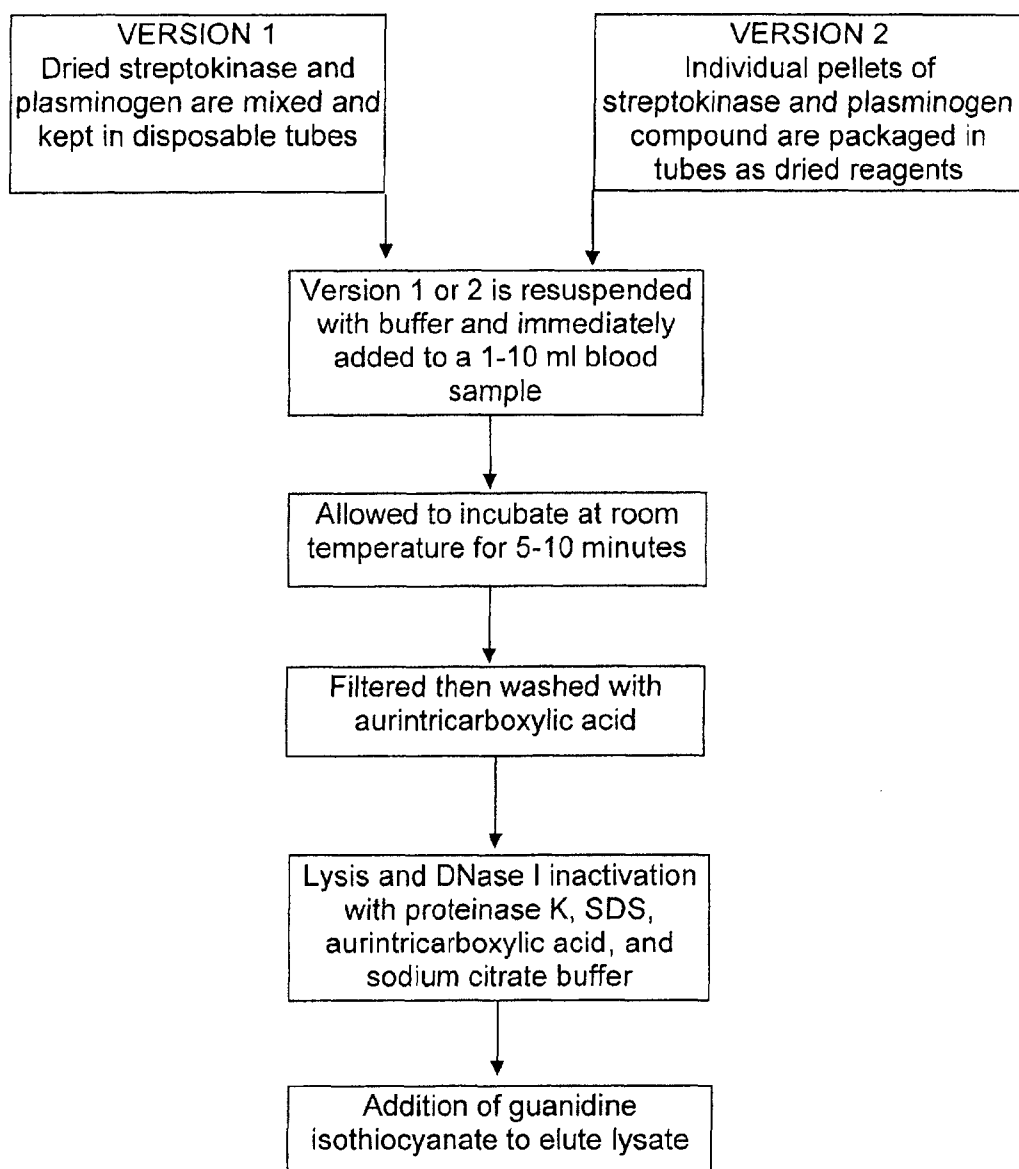 VERSION 1
Dried streptokinase and
plasminogen are mixed and
kept in disposable tubes
VERSION 2
Individual pellets of
streptokinase and plasminogen
compound are packaged in
tubes as dried reagents
Version 1 or 2 is resuspended
with buffer and immediately
added to a 1-10 ml blood
sample
Allowed to incubate at room
temperature for 5-10 minutes
Filtered then washed with
aurintricarboxylic acid
Lysis and DNase I inactivation
with proteinase K, SDS,
aurintricarboxylic acid, and
sodium citrate buffer
Addition of guanidine
isothiocyanate to elute lysate